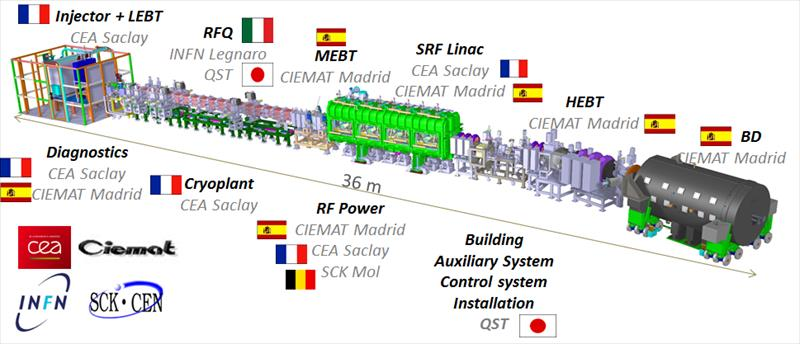 Injector + LEBT
CEA Saclay
RFQ
INFN Legnaro
QST
MEBT
CIEMAT Madrid
SRF Linac
CEA Saclay
CIEMAT Madrid
HEBT
CIEMAT Madrid
BD
CIEMAT Madrid
Diagnostics
CEA Saclay
CIEMAT Madrid
Cryoplant
CEA Saclay
36 m
RF Power
CIEMAT Madrid
CEA Saclay
SCK Mol
Building
Auxiliary System
Control system
Installation
QST
cea
Ciemat
INFN
SCK·CEN